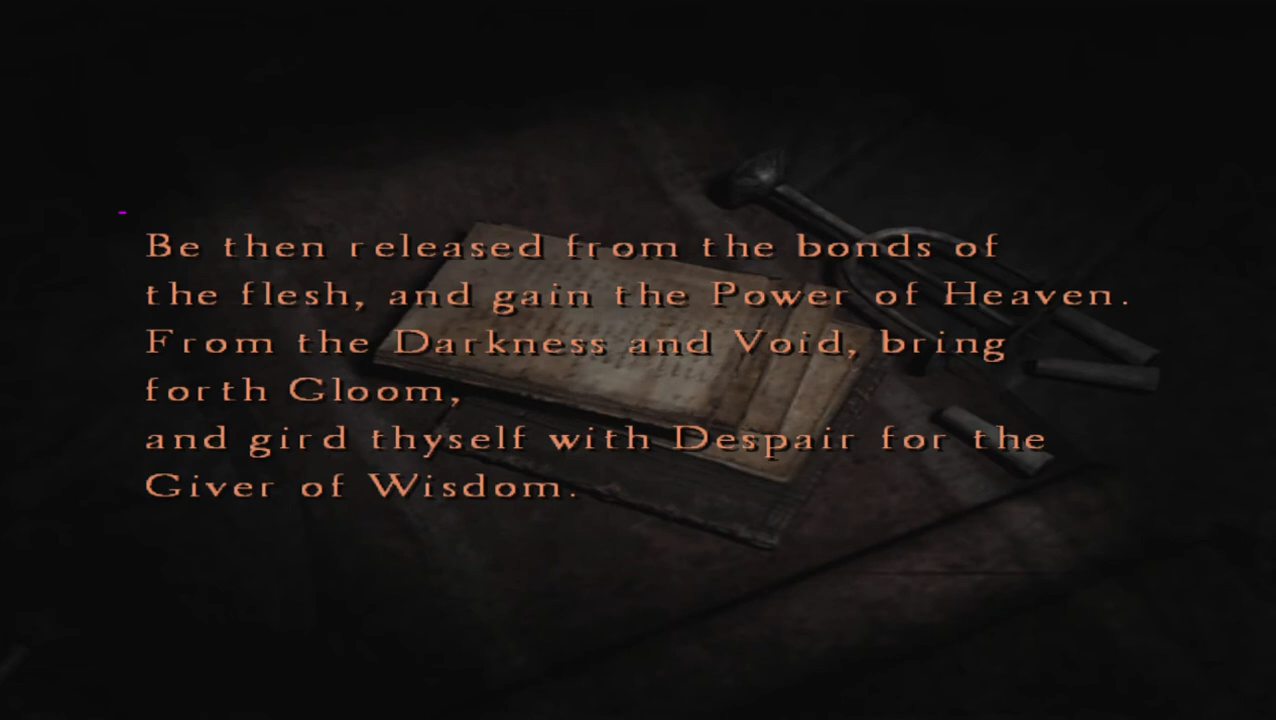 Be then released from the bonds of
the flesh, and gain the Power of Heaven.
From the Darkness and Void, bring
forth Gloom,
and gird thyself with Despair for the
Giver of Wisdom.